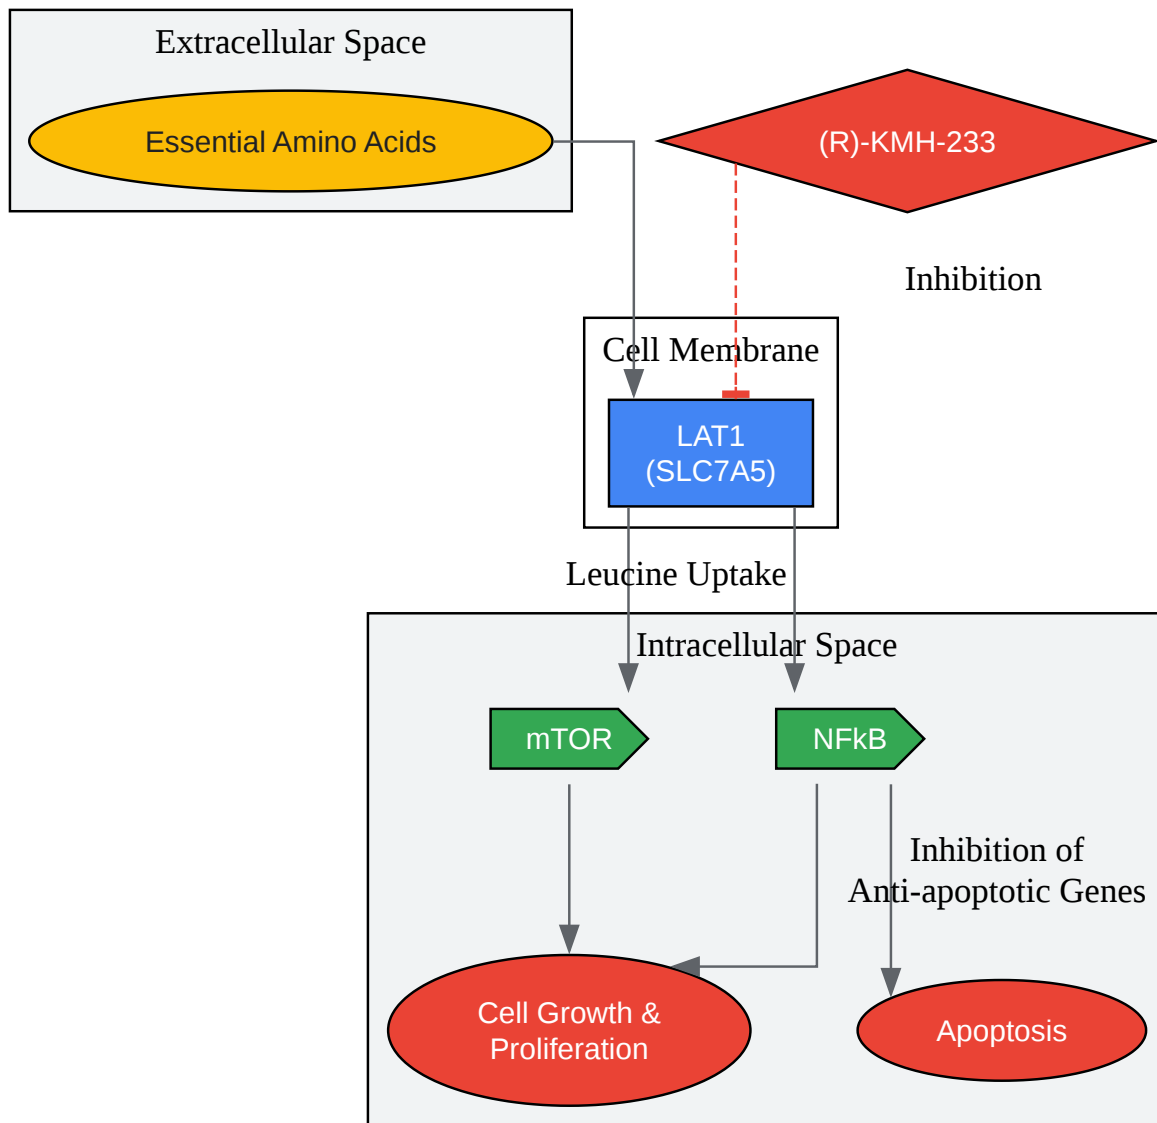 Extracellular Space
Essential Amino Acids
(R)-KMH-233
Inhibition
Cell Membrane
LAT1
(SLC7A5)
Leucine Uptake
Intracellular Space
mTOR
NFkB
Inhibition of
Anti-apoptotic Genes
Cell Growth &
Proliferation
Apoptosis